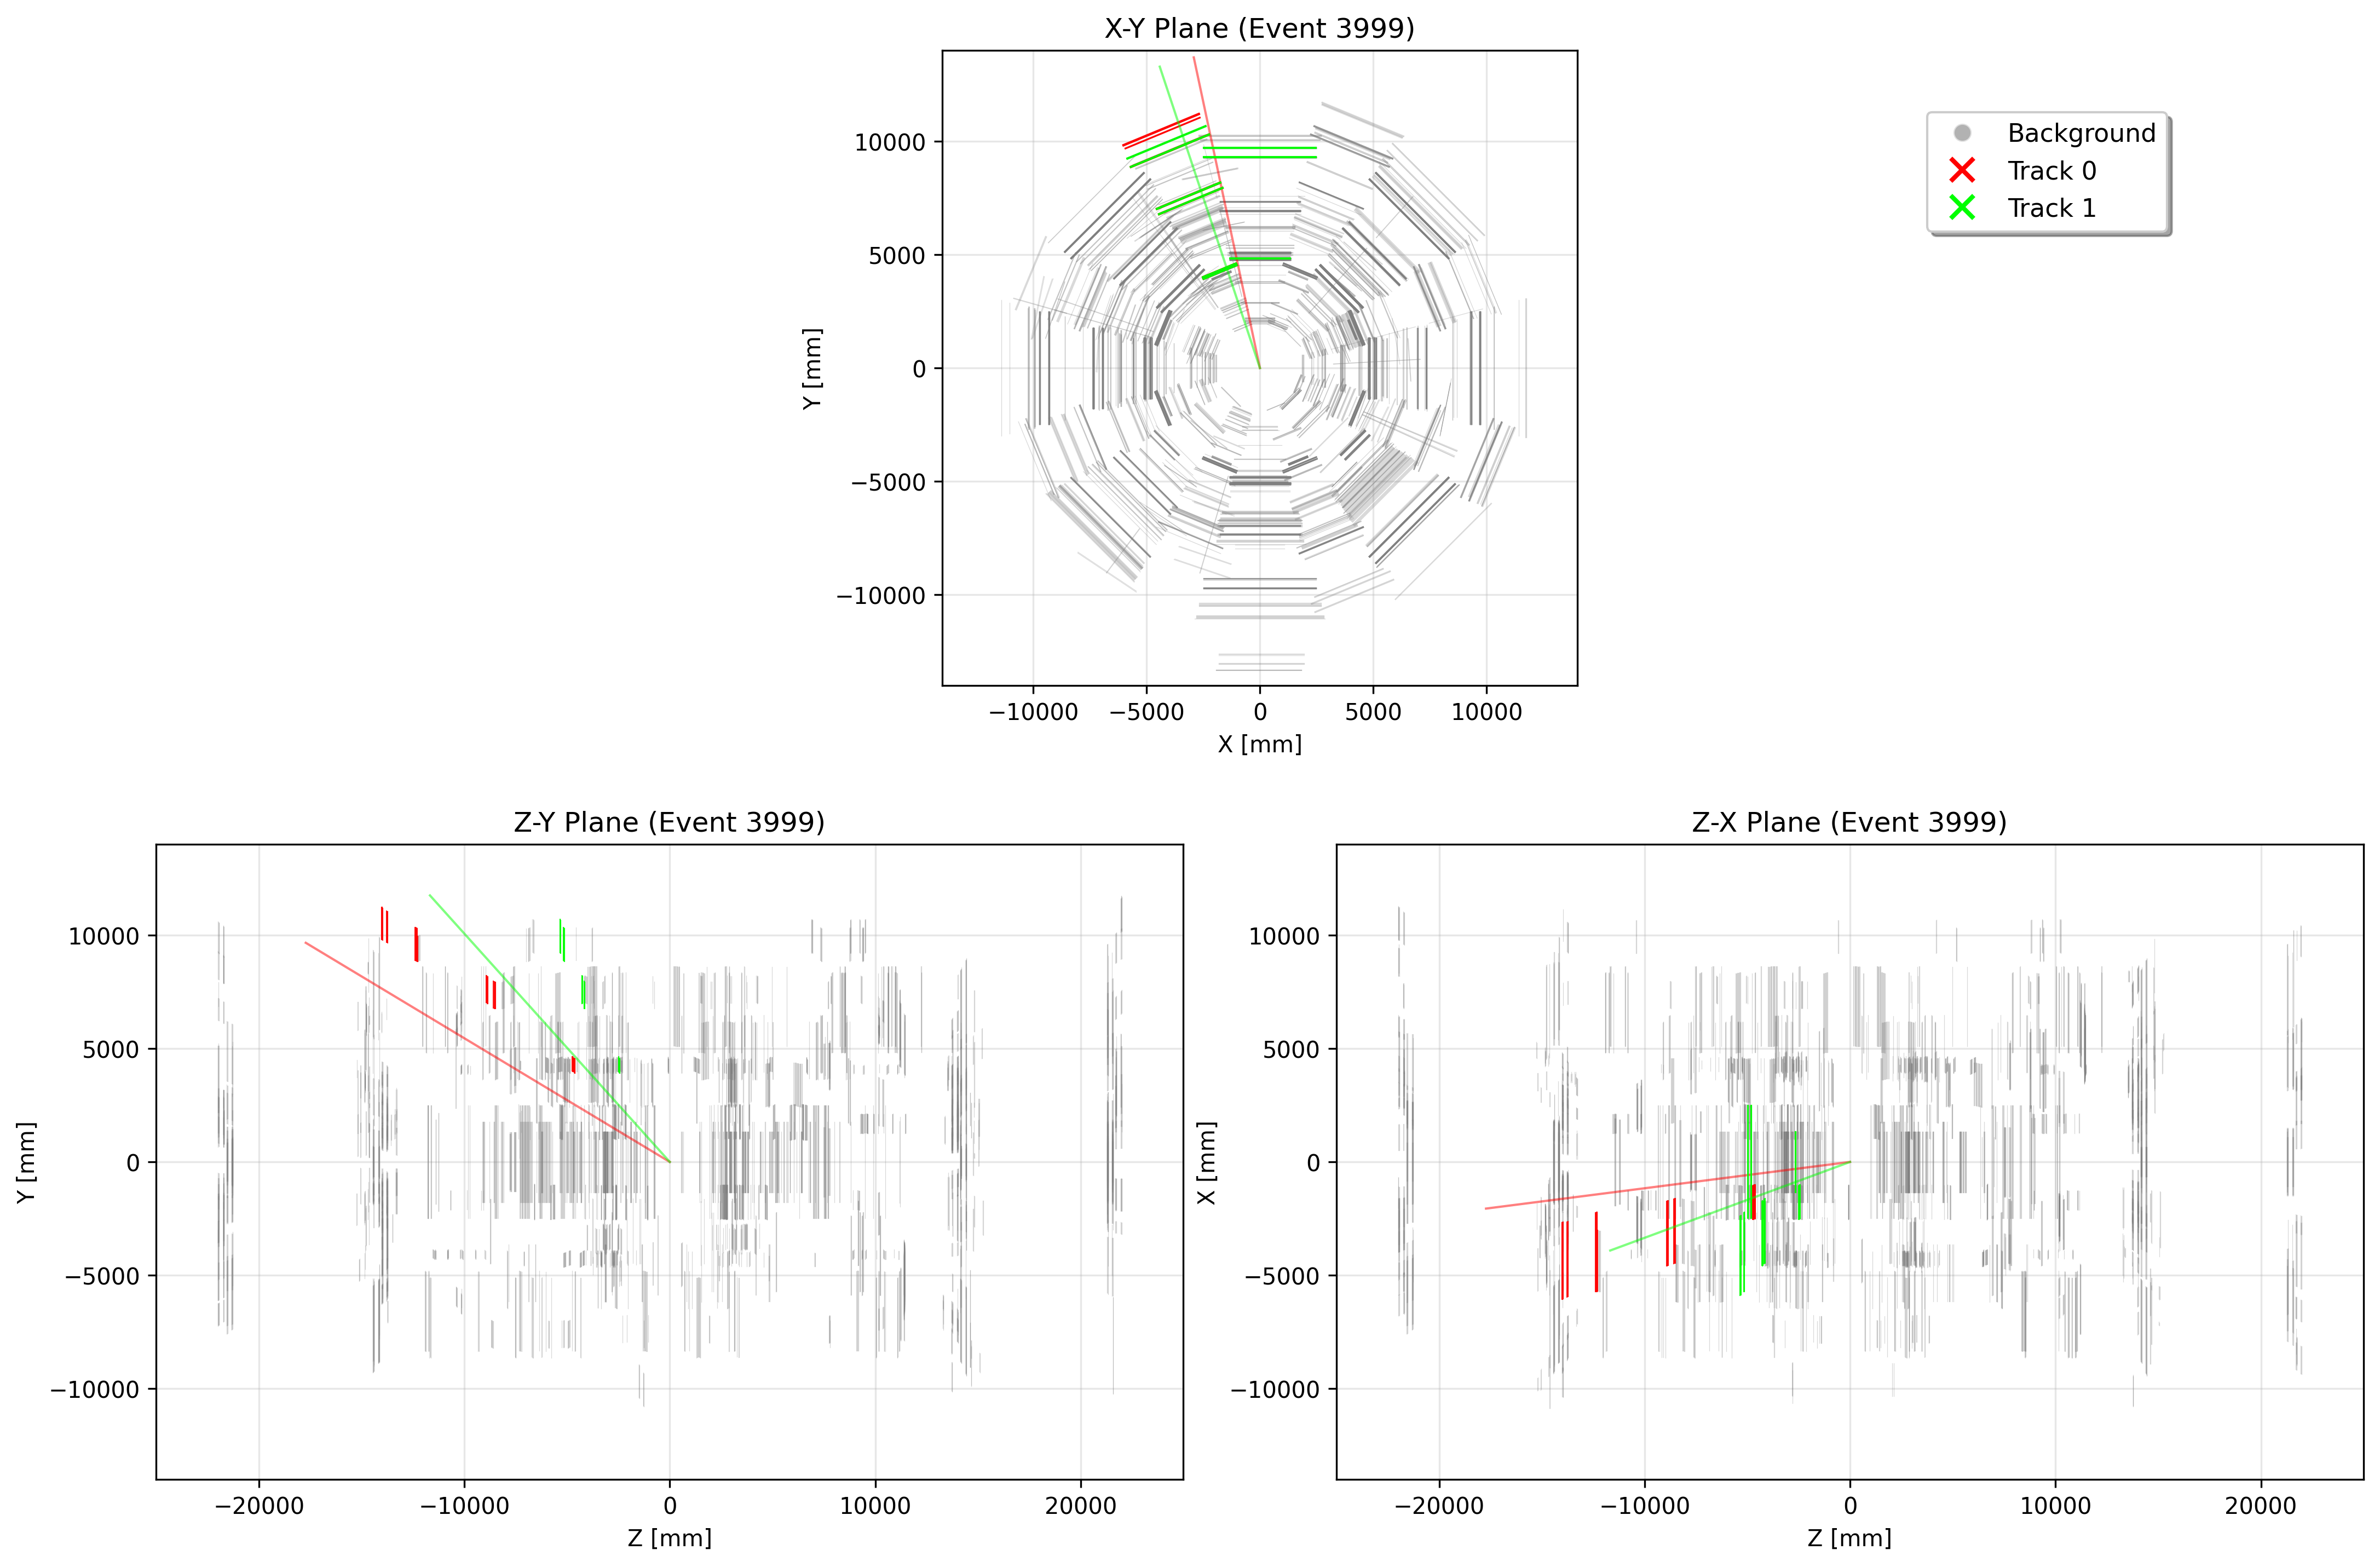 X-Y Plane (Event 3999)
Background
Track 0
Track 1
10000
5000
0
−5000
−10000
Y [mm]
−10000 −5000 0 5000 10000
X [mm]
Z-Y Plane (Event 3999)
10000
5000
0
−5000
−10000
Y [mm]
−20000 −10000 0 10000 20000
Z [mm]
Z-X Plane (Event 3999)
10000
5000
0
−5000
−10000
X [mm]
−20000 −10000 0 10000 20000
Z [mm]